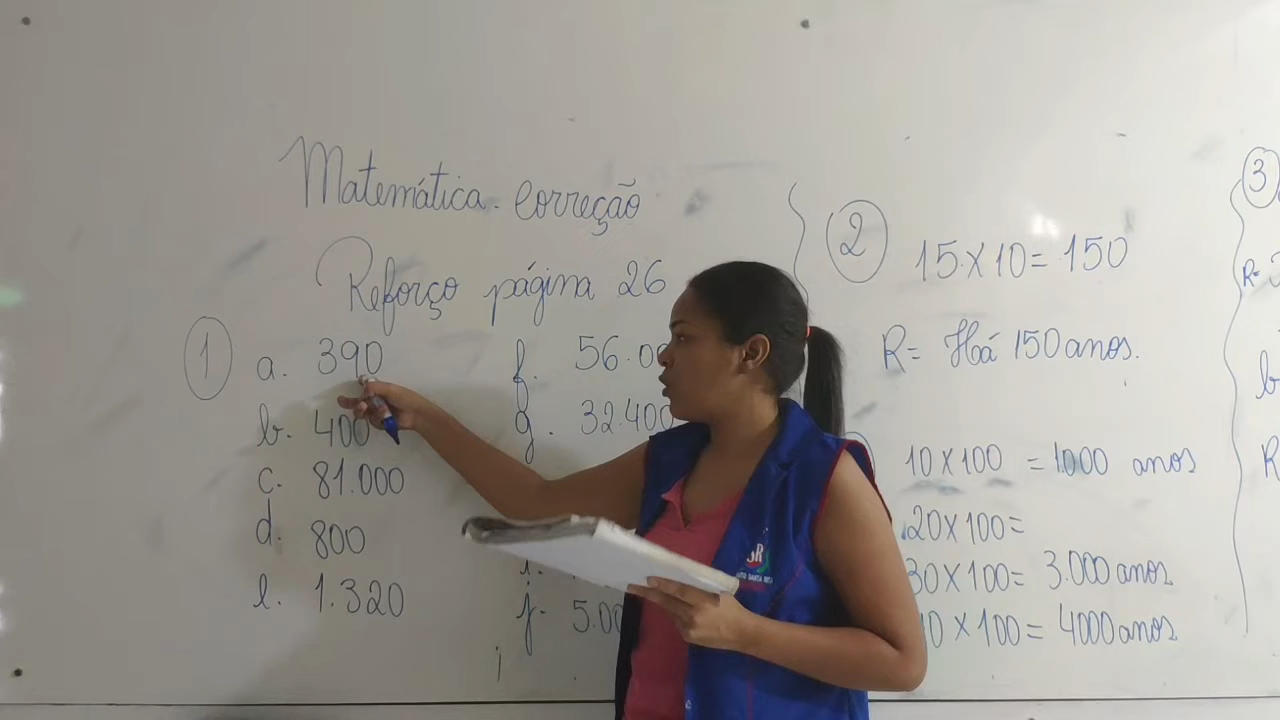 Matemática - Correção
Reforço página 26
1
a. 390
b. 400
c. 81.000
d. 800
e. 1.320
f. 56.00
g. 32.400
j. 5.00
2
15 x 10 = 150
R = Há 150 anos.
10 x 100 = 1000 anos
20 x 100 =
30 x 100 = 3.000 anos
0 x 100 = 4000 anos
3
R =
b
R
SR